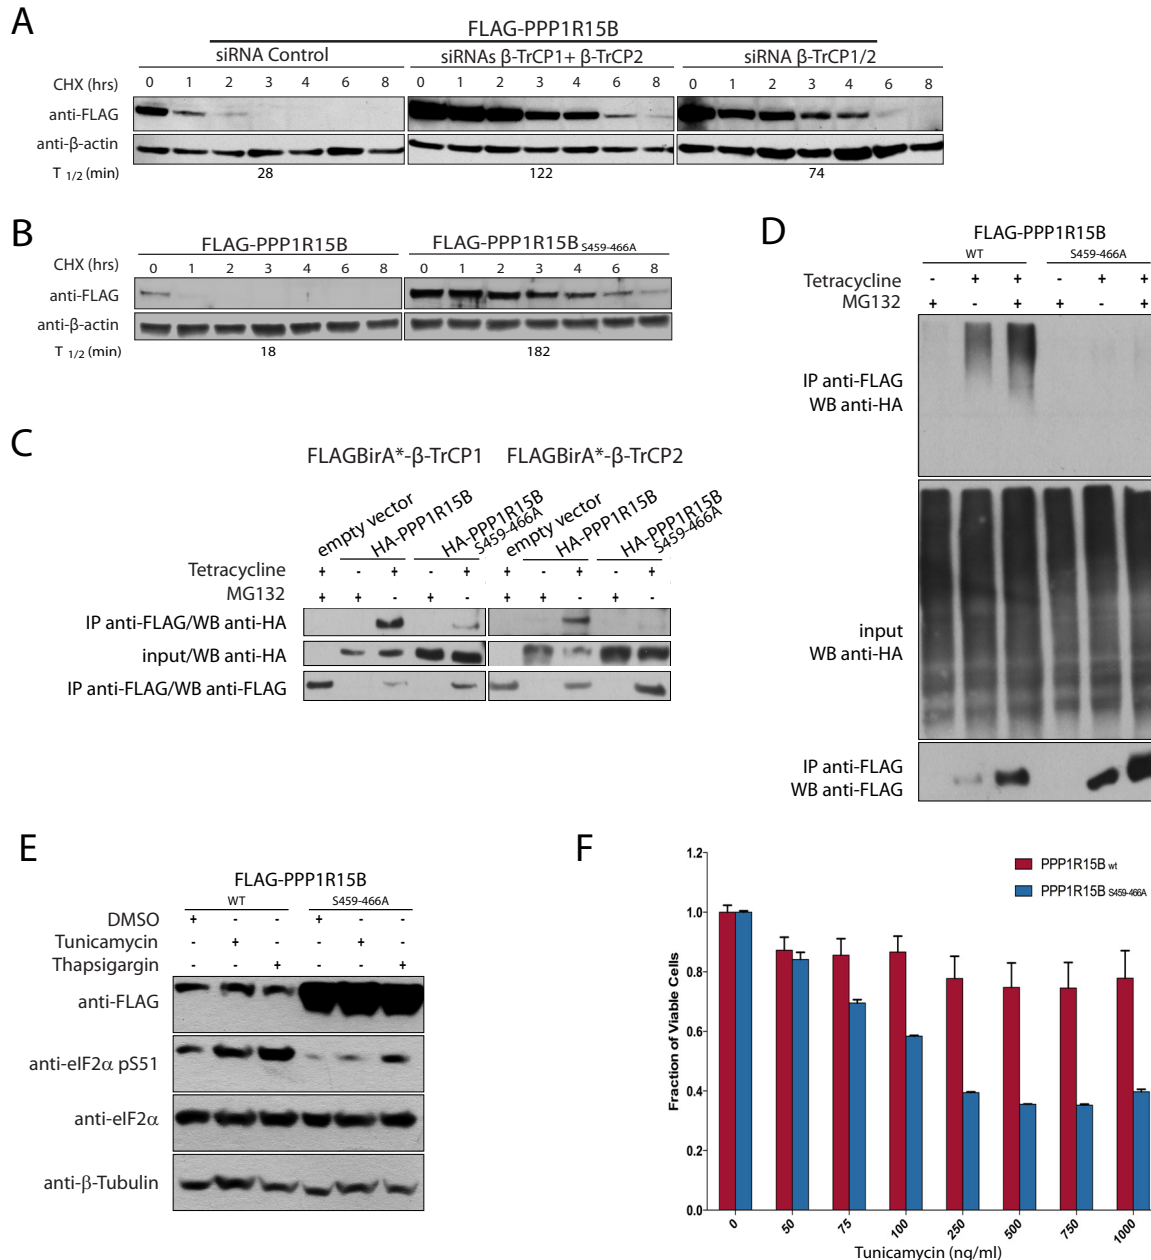 A
FLAG-PPP1R15B
siRNA Control
siRNAs β-TrCP1+ β-TrCP2
siRNA β-TrCP1/2
CHX (hrs)
0 1 2 3 4 6 8 0 1 2 3 4 6 8 0 1 2 3 4 6 8
anti-FLAG
anti-β-actin
T 1/2 (min)
28 122 74
B
FLAG-PPP1R15B
FLAG-PPP1R15B S459-466A
CHX (hrs)
0 1 2 3 4 6 8 0 1 2 3 4 6 8
anti-FLAG
anti-β-actin
T 1/2 (min)
18 182
C
FLAGBirA*-β-TrCP1
FLAGBirA*-β-TrCP2
empty vector
HA-PPP1R15B
HA-PPP1R15B
S459-466A
empty vector
HA-PPP1R15B
HA-PPP1R15B
S459-466A
Tetracycline + - + - + + - + - +
MG132 + + - + - + + - + -
IP anti-FLAG/WB anti-HA
input/WB anti-HA
IP anti-FLAG/WB anti-FLAG
D
FLAG-PPP1R15B
WT S459-466A
Tetracycline - + + - + +
MG132 + - + + - +
IP anti-FLAG
WB anti-HA
input
WB anti-HA
IP anti-FLAG
WB anti-FLAG
E
FLAG-PPP1R15B
WT S459-466A
DMSO + - - + - -
Tunicamycin - + - - + -
Thapsigargin - - + - - +
anti-FLAG
anti-eIF2α pS51
anti-eIF2α
anti-β-Tubulin
F
PPP1R15B wt
PPP1R15B S459-466A
Fraction of Viable Cells
1.2
1.0
0.8
0.6
0.4
0.2
0.0
0 50 75 100 250 500 750 1000
Tunicamycin (ng/ml)